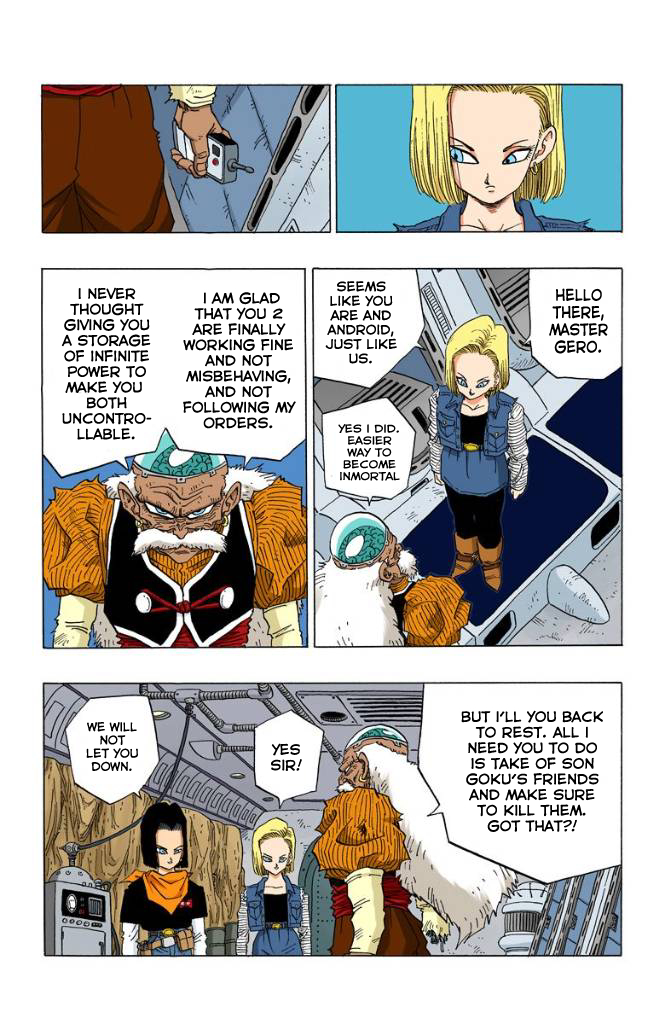 HELLO
THERE,
MASTER
GERO.
SEEMS
LIKE YOU
ARE AND
ANDROID,
JUST LIKE
US.
YES I DID.
EASIER
WAY TO
BECOME
INMORTAL
I AM GLAD
THAT YOU 2
ARE FINALLY
WORKING FINE
AND NOT
MISBEHAVING,
AND NOT
FOLLOWING MY
ORDERS.
I NEVER
THOUGHT
GIVING YOU
A STORAGE
OF INFINITE
POWER TO
MAKE YOU
BOTH
UNCONTRO-
LLABLE.
BUT I'LL YOU BACK
TO REST. ALL I
NEED YOU TO DO
IS TAKE OF SON
GOKU'S FRIENDS
AND MAKE SURE
TO KILL THEM.
GOT THAT?!
YES
SIR!
WE WILL
NOT
LET YOU
DOWN.